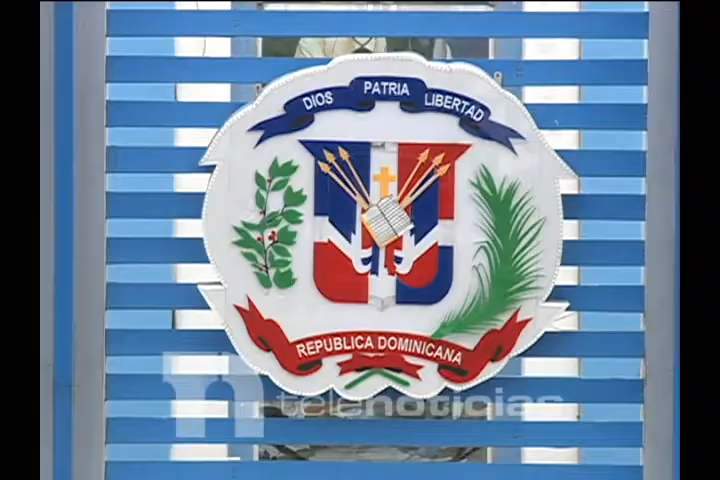 DIOS PATRIA LIBERTAD
REPUBLICA DOMINICANA
n telenoticias